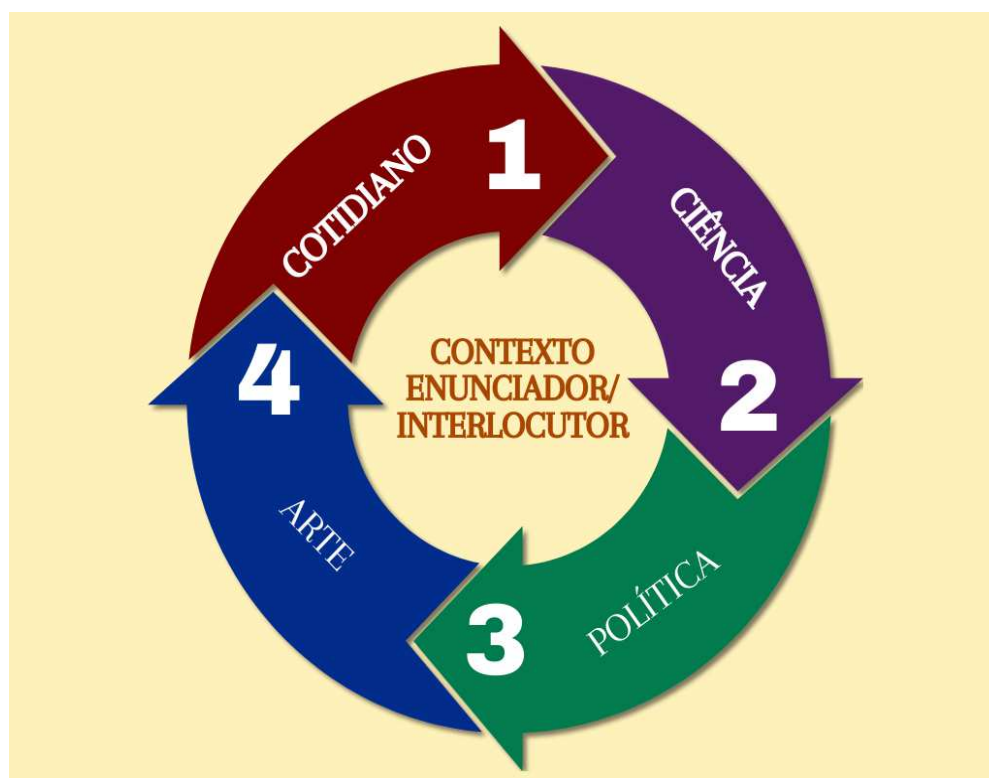 COTIDIANO
1
CIÊNCIA
2
POLÍTICA
3
ARTE
4
CONTEXTO
ENUNCIADOR/
INTERLOCUTOR